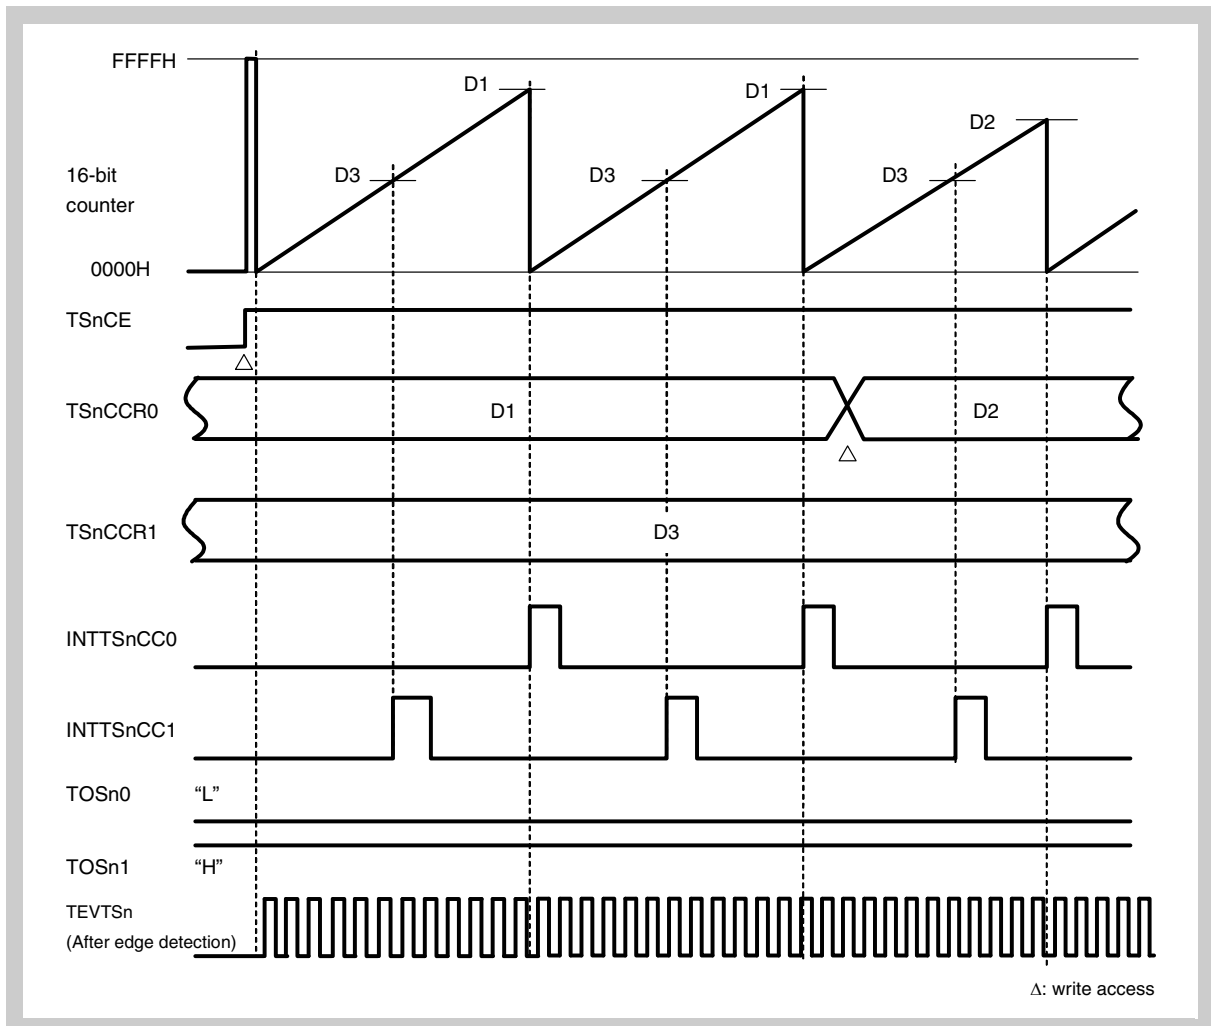 FFFFH
D1
D1
D2
D3
D3
D3
16-bit
counter
0000H
TSnCE
△
TSnCCR0
D1
D2
△
TSnCCR1
D3
INTTSnCC0
INTTSnCC1
TOSn0 “L”
TOSn1 “H”
TEVTSn
(After edge detection)
Δ: write access